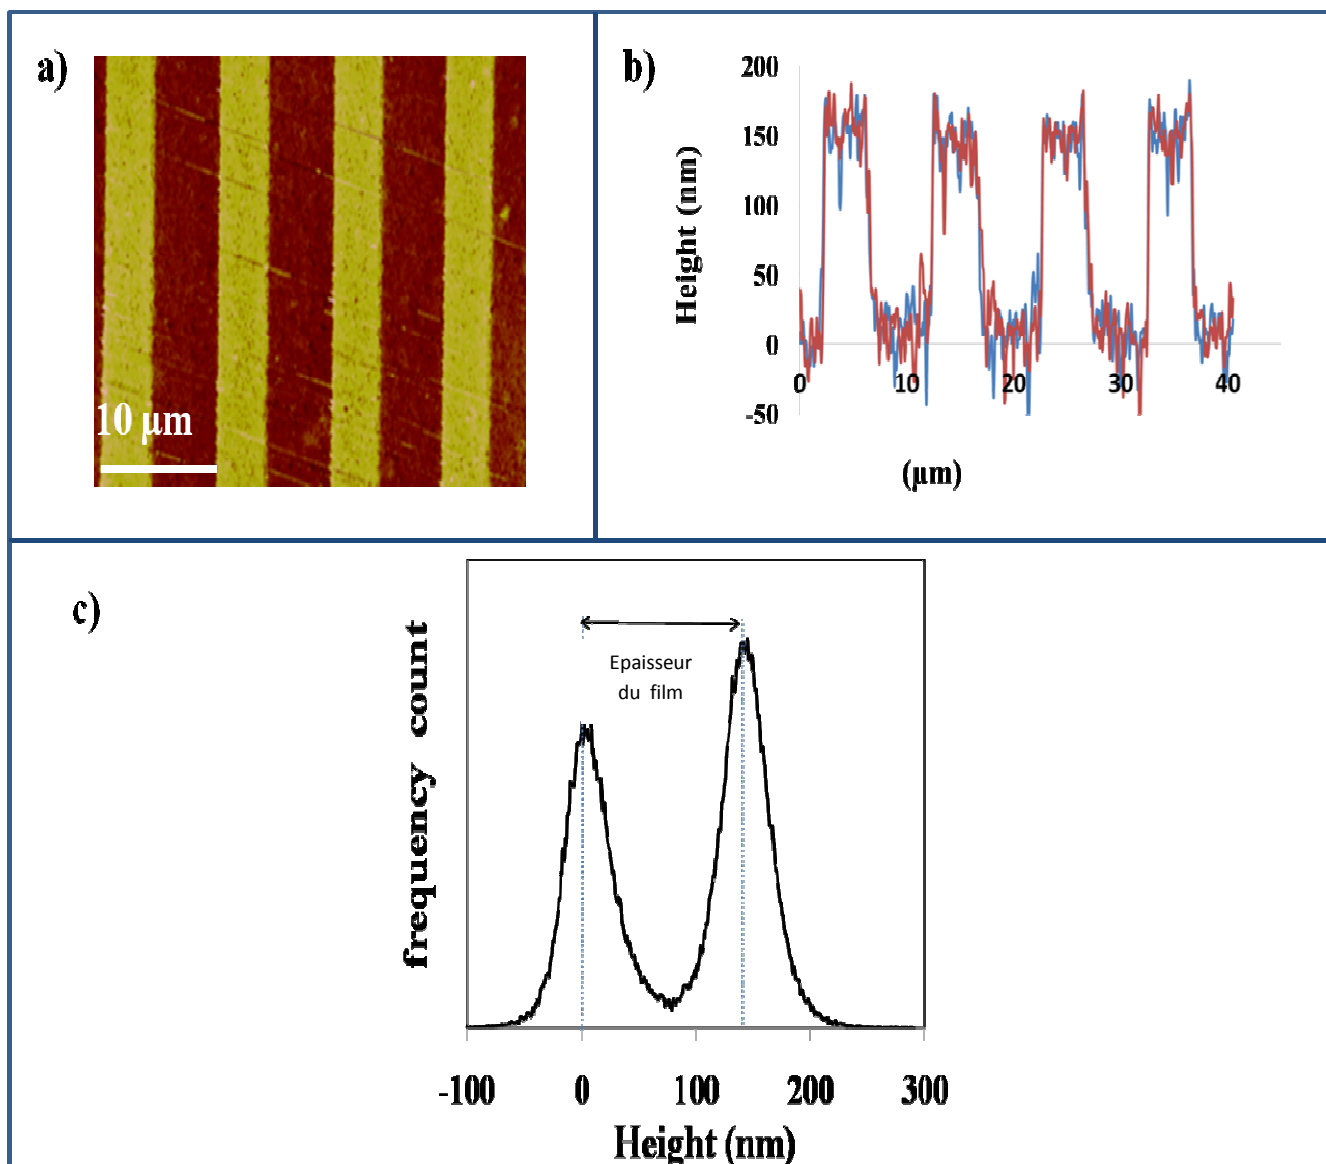 a)
10 μm
b)
Height (nm)
200
150
100
50
0
-50
0 10 20 30 40
(μm)
c)
frequency count
Epaisseur
du film
-100 0 100 200 300
Height (nm)